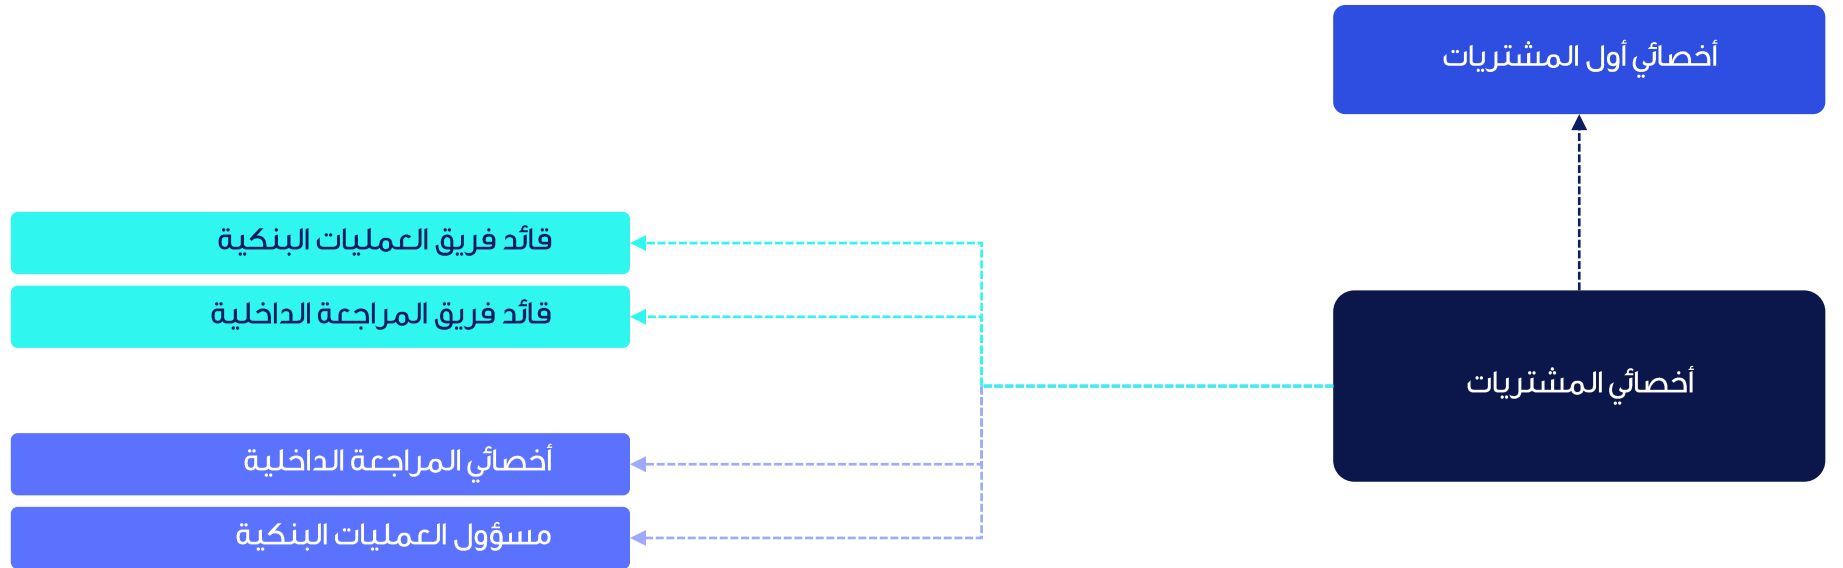 أخصائي أول المشتريات
أخصائي المشتريات
قائد فريق العمليات البنكية
قائد فريق المراجعة الداخلية
أخصائي المراجعة الداخلية
مسؤول العمليات البنكية